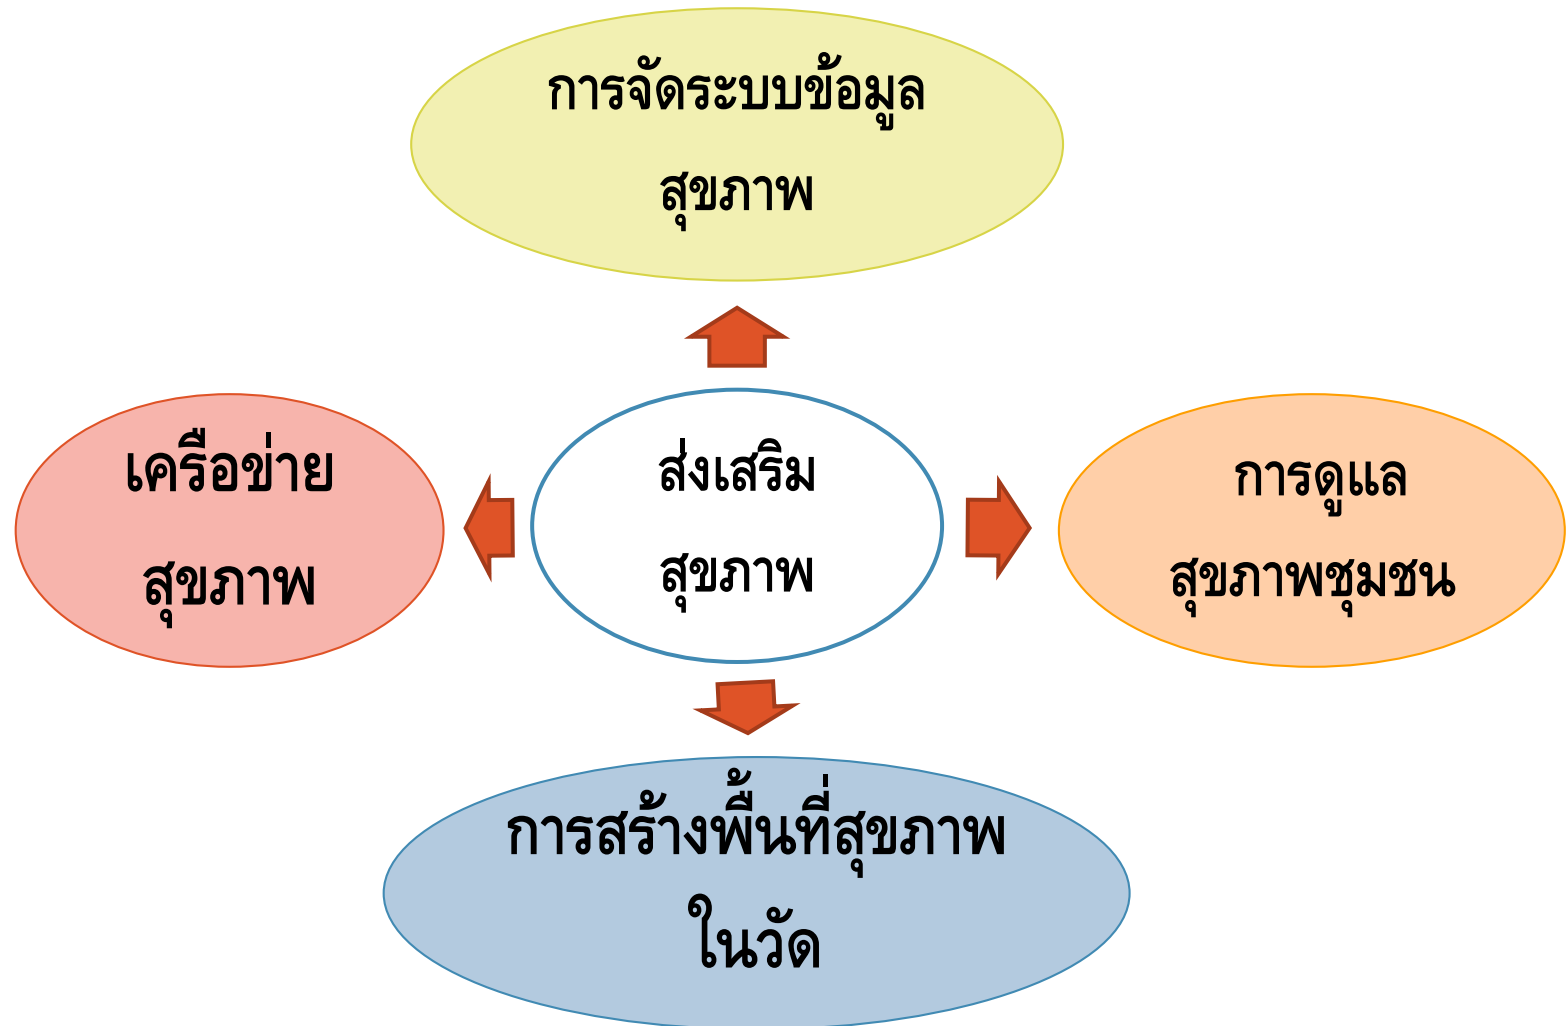 การจัดระบบข้อมูล
สุขภาพ
เครือข่าย
สุขภาพ
ส่งเสริม
สุขภาพ
การดูแล
สุขภาพชุมชน
การสร้างพื้นที่สุขภาพ
ในวัด